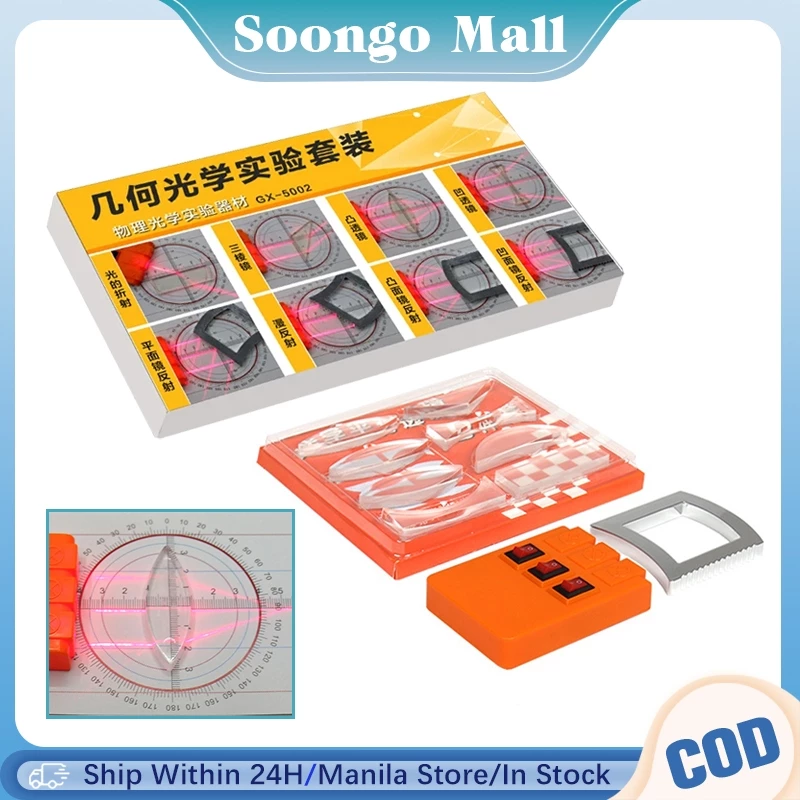 Soongo Mall
几何光学实验套装
物理光学实验器材 GX-5002
光的折射
三棱镜
凸透镜
凹透镜
平面镜反射
漫反射
凸面镜反射
凹面镜反射
COD
Ship Within 24H/Manila Store/In Stock